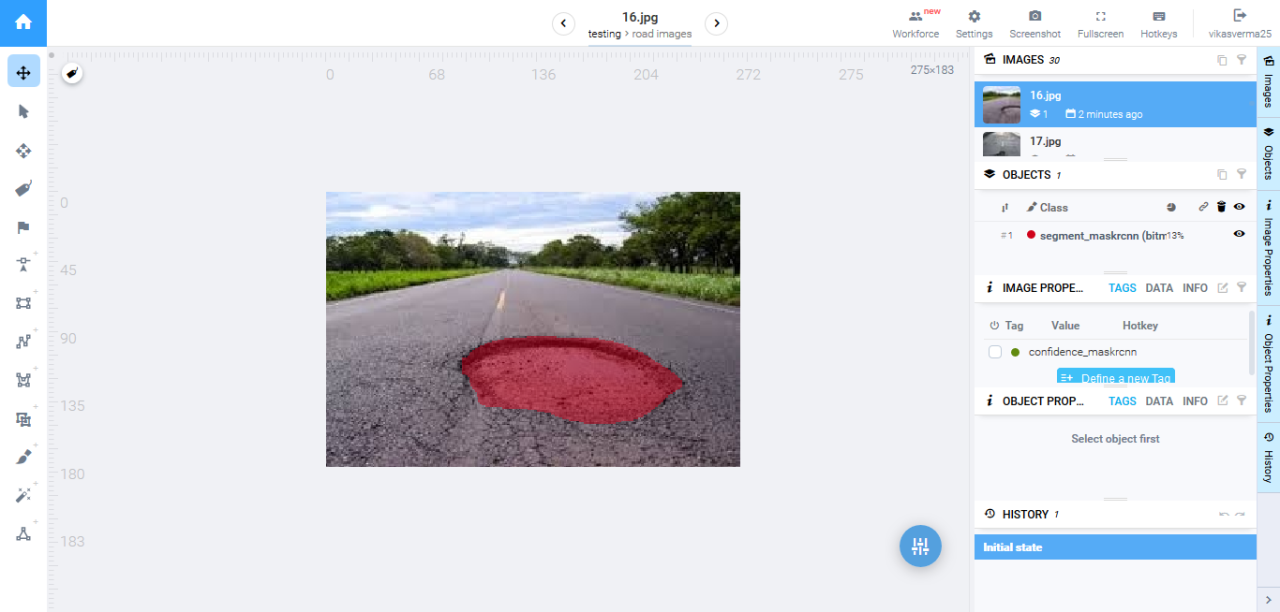 16.jpg
testing > road images
new
Workforce
Settings
Screenshot
Fullscreen
Hotkeys
vikasverma25
0 68 136 204 272 275
275×183
0
45
90
135
180
183
IMAGES 30
16.jpg
1 2 minutes ago
17.jpg
OBJECTS 1
Class
#1 segment_maskrcnn (bitm 13%
IMAGE PROPE... TAGS DATA INFO
Tag Value Hotkey
confidence_maskrcnn
Define a new Tag
OBJECT PROP... TAGS DATA INFO
Select object first
HISTORY 1
Initial state
Images
Objects
Image Properties
Object Properties
History